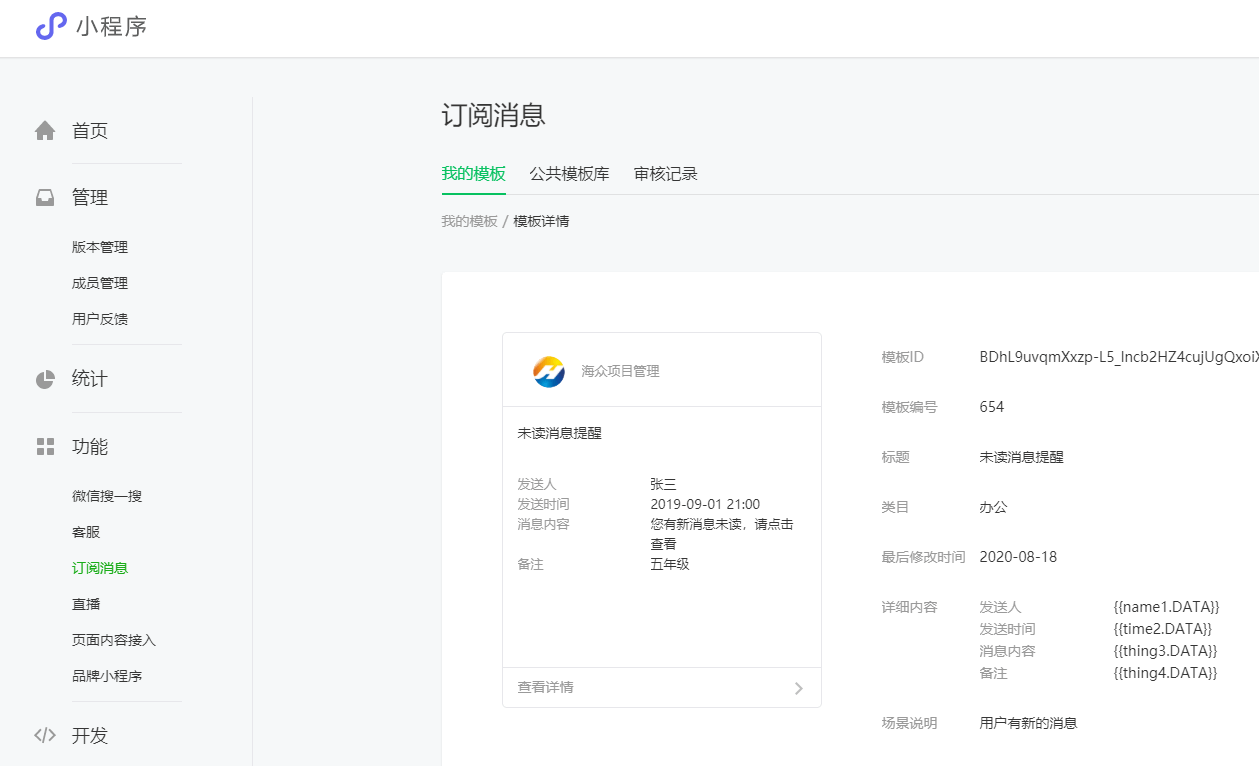 小程序
首页
管理
版本管理
成员管理
用户反馈
统计
功能
微信搜一搜
客服
订阅消息
直播
页面内容接入
品牌小程序
开发
订阅消息
我的模板 公共模板库 审核记录
我的模板 / 模板详情
海众项目管理
未读消息提醒
发送人 张三
发送时间 2019-09-01 21:00
消息内容 您有新消息未读，请点击
查看
备注 五年级
查看详情
模板ID
模板编号 654
标题 未读消息提醒
类目 办公
最后修改时间 2020-08-18
详细内容 发送人 {{name1.DATA}}
发送时间 {{time2.DATA}}
消息内容 {{thing3.DATA}}
备注 {{thing4.DATA}}
场景说明 用户有新的消息